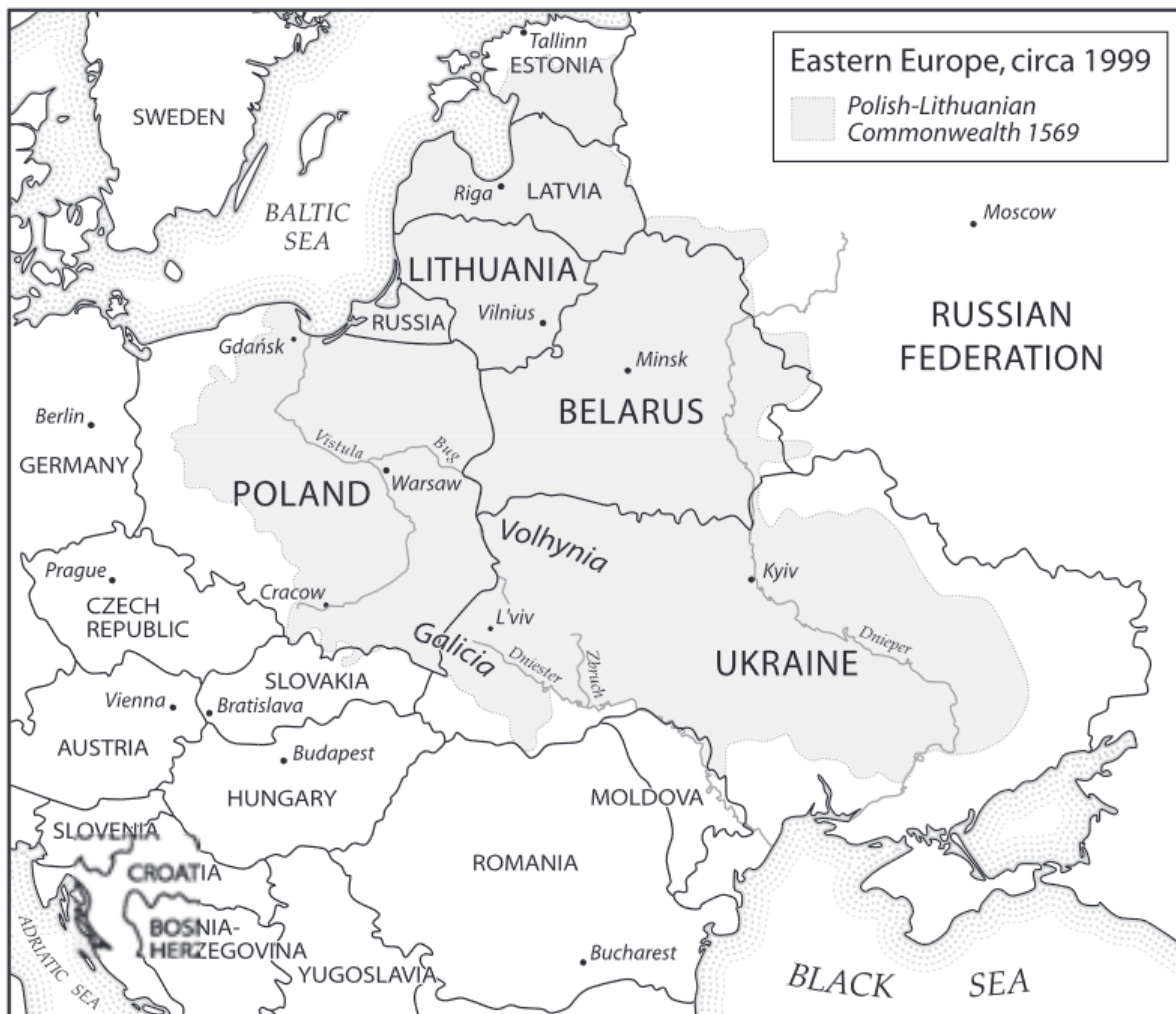 Eastern Europe, circa 1999
Polish-Lithuanian
Commonwealth 1569
Tallinn
ESTONIA
SWEDEN
Riga
LATVIA
BALTIC
SEA
Moscow
LITHUANIA
Vilnius
RUSSIA
RUSSIAN
FEDERATION
Gdańsk
Minsk
BELARUS
Berlin
GERMANY
Vistula
Bug
Warsaw
POLAND
Volhynia
Prague
CZECH
REPUBLIC
Cracow
Kyiv
L'viv
Galicia
Dniester
Zbruch
Dnieper
UKRAINE
SLOVAKIA
Vienna
Bratislava
AUSTRIA
Budapest
HUNGARY
MOLDOVA
SLOVENIA
CROATIA
ROMANIA
BOSNIA-
HERZEGOVINA
ADRIATIC SEA
YUGOSLAVIA
Bucharest
BLACK SEA